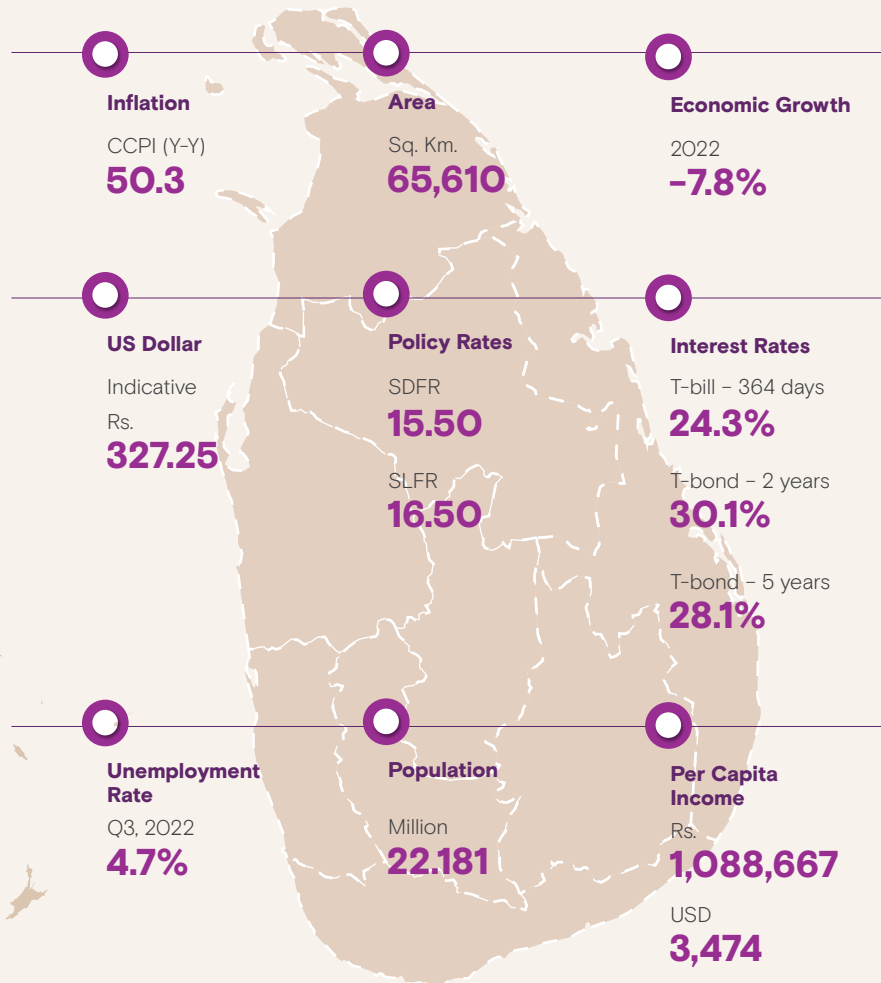 Inflation
CCPI (Y-Y)
50.3
Area
Sq. Km.
65,610
Economic Growth
2022
–7.8%
US Dollar
Indicative
Rs.
327.25
Policy Rates
SDFR
15.50
SLFR
16.50
Interest Rates
T-bill – 364 days
24.3%
T-bond – 2 years
30.1%
T-bond – 5 years
28.1%
Unemployment
Rate
Q3, 2022
4.7%
Population
Million
22.181
Per Capita
Income
Rs.
1,088,667
USD
3,474